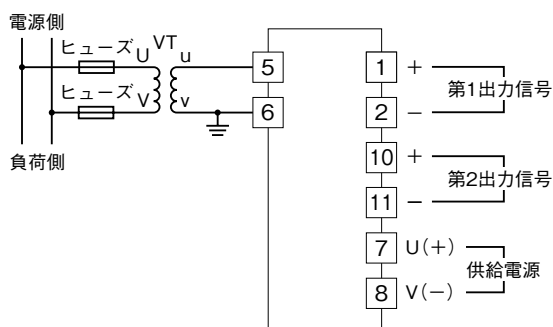 電源側
ヒューズ U VT u
5
1 +
第1出力信号
ヒューズ V v
6
2 −
負荷側
10 +
第2出力信号
11 −
7 U(+)
供給電源
8 V(−)